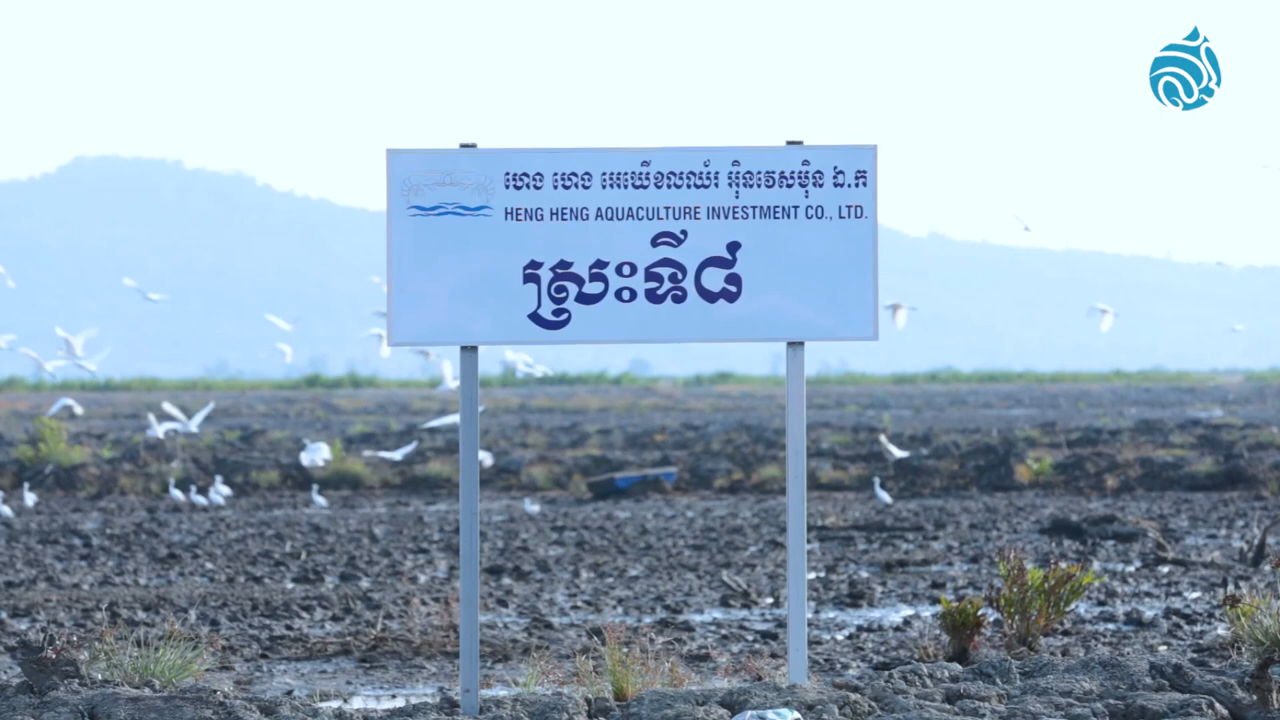 ហេង ហេង អេឃើខលឈ័រ អ៊ិនវេសម៉ិន ឯ.ក
HENG HENG AQUACULTURE INVESTMENT CO., LTD.
ស្រះទី៨